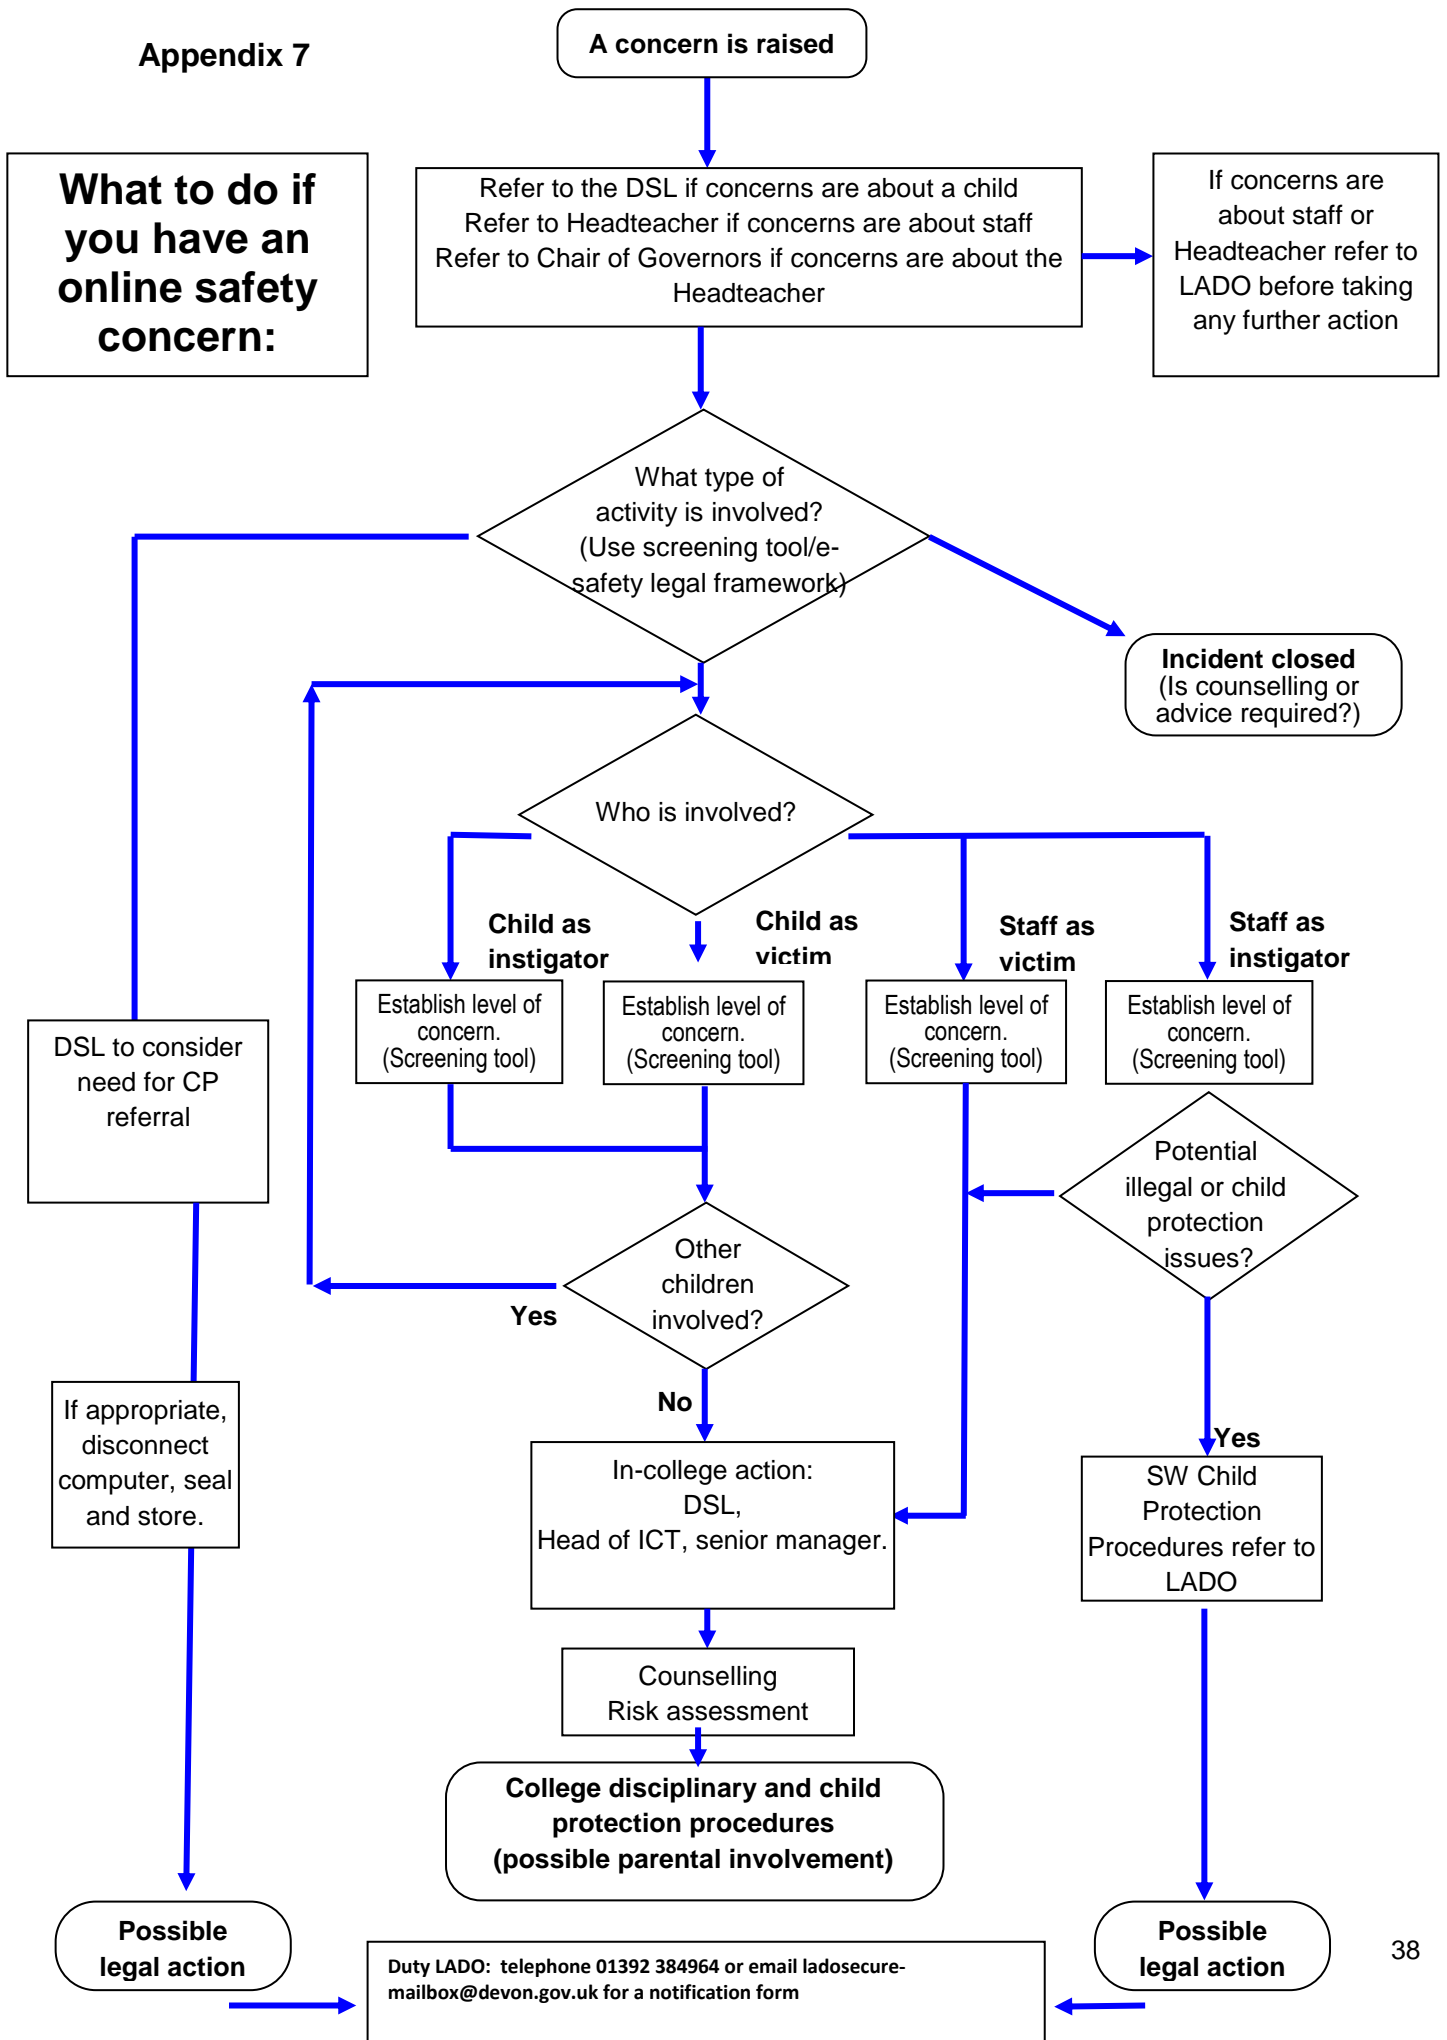 Appendix 7
A concern is raised
What to do if
you have an
online safety
concern:
Refer to the DSL if concerns are about a child
Refer to Headteacher if concerns are about staff
Refer to Chair of Governors if concerns are about the
Headteacher
If concerns are
about staff or
Headteacher refer to
LADO before taking
any further action
What type of
activity is involved?
(Use screening tool/e-
safety legal framework)
Incident closed
(Is counselling or
advice required?)
Who is involved?
Child as
instigator
Child as
victim
Staff as
victim
Staff as
instigator
Establish level of
concern.
(Screening tool)
Establish level of
concern.
(Screening tool)
Establish level of
concern.
(Screening tool)
Establish level of
concern.
(Screening tool)
DSL to consider
need for CP
referral
Potential
illegal or child
protection
issues?
Other
children
involved?
Yes
No
Yes
If appropriate,
disconnect
computer, seal
and store.
In-college action:
DSL,
Head of ICT, senior manager.
SW Child
Protection
Procedures refer to
LADO
Counselling
Risk assessment
College disciplinary and child
protection procedures
(possible parental involvement)
Possible
legal action
Possible
legal action
Duty LADO: telephone 01392 384964 or email ladosecure-
mailbox@devon.gov.uk for a notification form
38